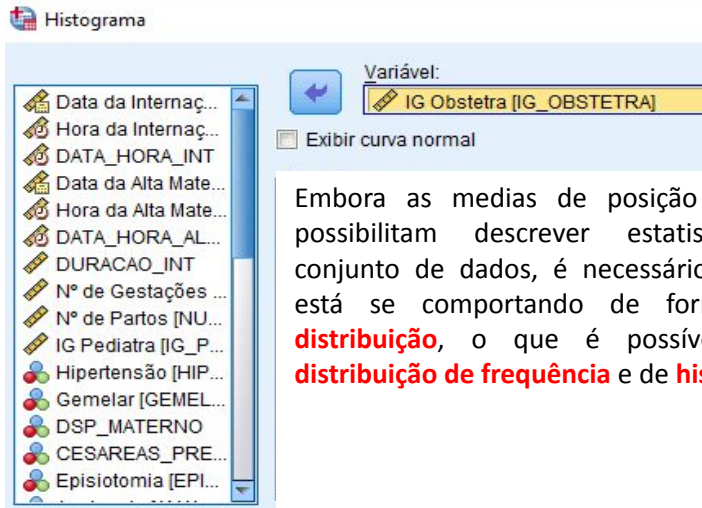 Histograma
Variável:
IG Obstetra [IG_OBSTETRA]
Exibir curva normal
Data da Internaç...
Hora da Internaç...
DATA_HORA_INT
Data da Alta Mate...
Hora da Alta Mate...
DATA_HORA_AL...
DURACAO_INT
Nº de Gestações ...
Nº de Partos [NU...
IG Pediatra [IG_P...
Hipertensão [HIP...
Gemelar [GEMEL...
DSP_MATERNO
CESAREAS_PRE...
Episiotomia [EPI...
Embora as medias de posição
possibilitam descrever estatis
conjunto de dados, é necessário
está se comportando de for
distribuição, o que é possív
distribuição de frequência e de his